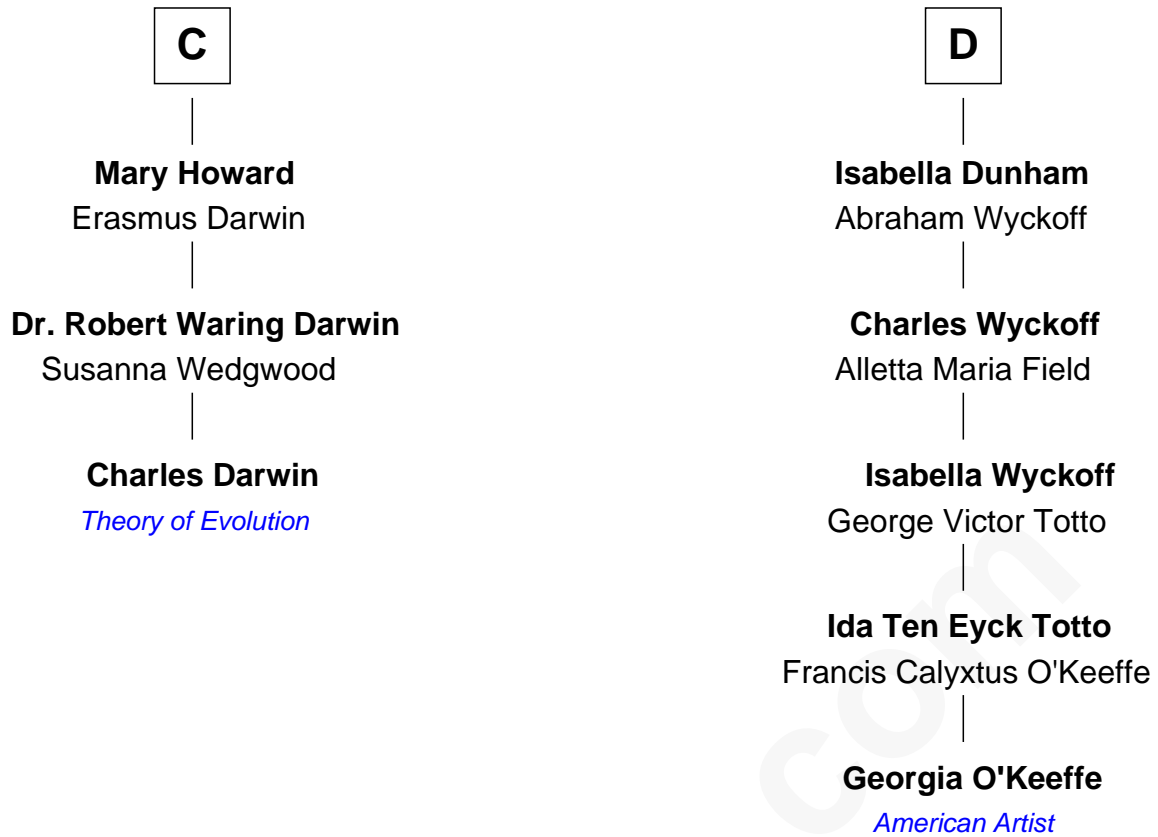 C
Mary Howard
Erasmus Darwin
Dr. Robert Waring Darwin
Susanna Wedgwood
Charles Darwin
Theory of Evolution
D
Isabella Dunham
Abraham Wyckoff
Charles Wyckoff
Alletta Maria Field
Isabella Wyckoff
George Victor Totto
Ida Ten Eyck Totto
Francis Calyxtus O'Keeffe
Georgia O'Keeffe
American Artist
com